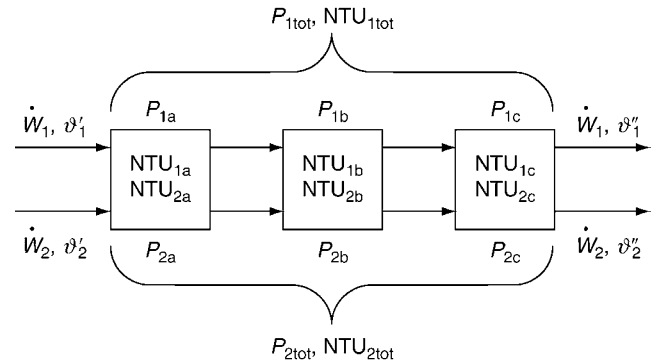 P₁tot, NTU₁tot
P₁a P₁b P₁c
Ẇ₁, ϑ′₁ Ẇ₁, ϑ″₁
NTU₁a NTU₁b NTU₁c
NTU₂a NTU₂b NTU₂c
Ẇ₂, ϑ′₂ Ẇ₂, ϑ″₂
P₂a P₂b P₂c
P₂tot, NTU₂tot